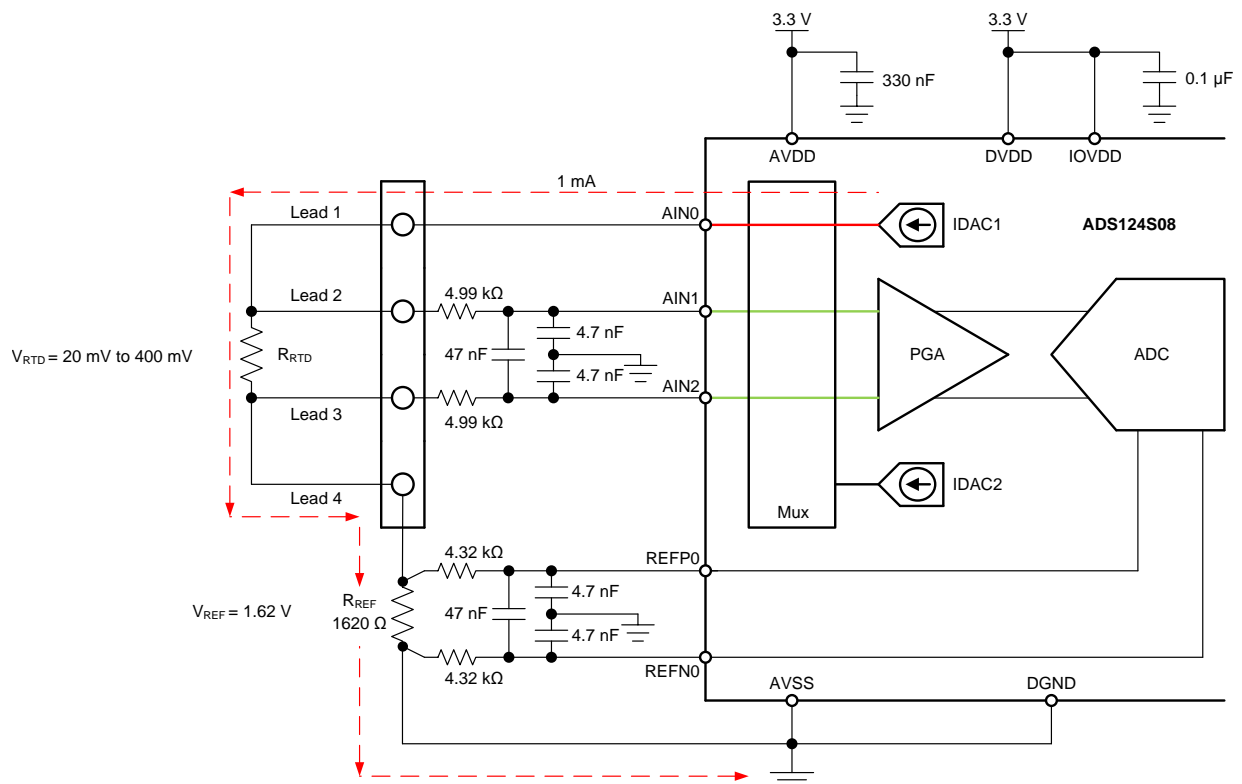 3.3 V
3.3 V
330 nF
0.1 µF
AVDD
DVDD
IOVDD
1 mA
Lead 1
AIN0
IDAC1
ADS124S08
Lead 2
4.99 kΩ
AIN1
4.7 nF
VRTD = 20 mV to 400 mV
RRTD
47 nF
PGA
ADC
4.7 nF
AIN2
Lead 3
4.99 kΩ
IDAC2
Lead 4
Mux
4.32 kΩ
REFP0
4.7 nF
VREF = 1.62 V
RREF
1620 Ω
47 nF
4.7 nF
4.32 kΩ
REFN0
AVSS
DGND